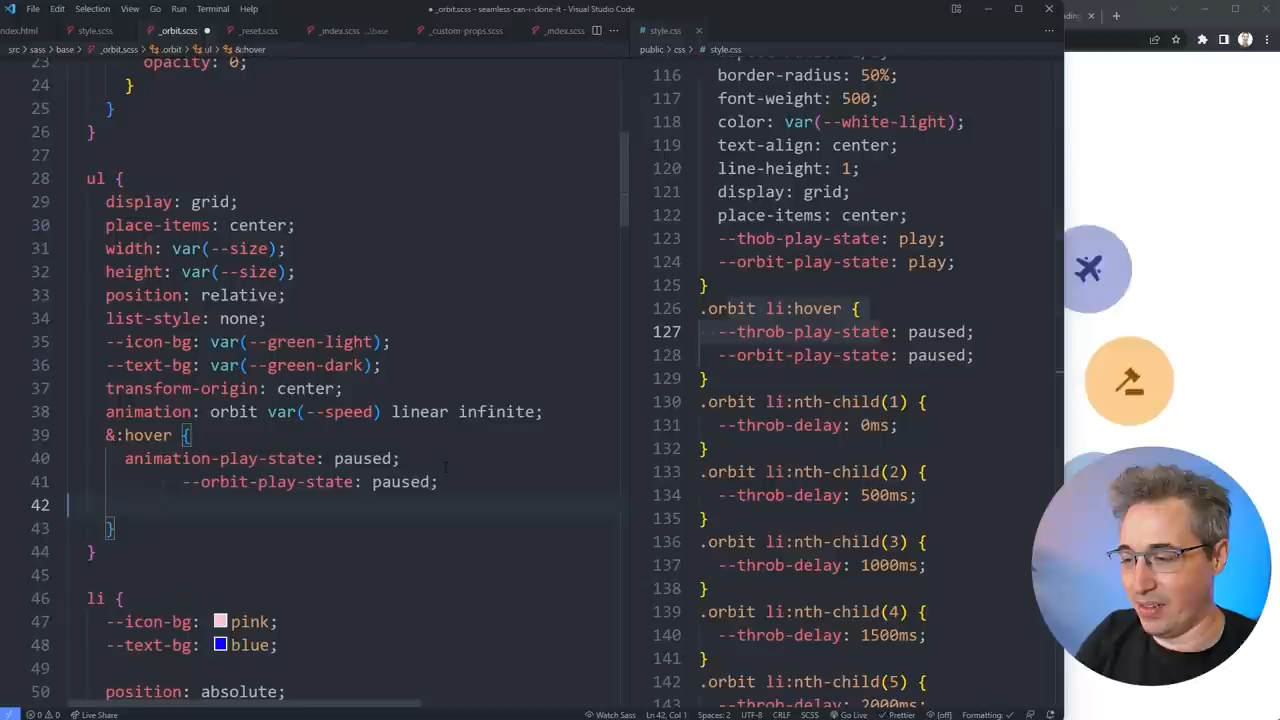 File Edit Selection View Go Run Terminal Help
● _orbit.scss - seamless-can-i-clone-it - Visual Studio Code
ndex.html style.scss _orbit.scss ● _reset.scss _index.scss ...\base _custom-props.scss _index.scss
src > sass > base > _orbit.scss > .orbit > ul > &:hover
23 opacity: 0;
24 }
25 }
26 }
27
28 ul {
29 display: grid;
30 place-items: center;
31 width: var(--size);
32 height: var(--size);
33 position: relative;
34 list-style: none;
35 --icon-bg: var(--green-light);
36 --text-bg: var(--green-dark);
37 transform-origin: center;
38 animation: orbit var(--speed) linear infinite;
39 &:hover {
40 animation-play-state: paused;
41 --orbit-play-state: paused;
42
43 }
44 }
45
46 li {
47 --icon-bg: pink;
48 --text-bg: blue;
49
50 position: absolute;
style.css
public > css > style.css
116 border-radius: 50%;
117 font-weight: 500;
118 color: var(--white-light);
119 text-align: center;
120 line-height: 1;
121 display: grid;
122 place-items: center;
123 --thob-play-state: play;
124 --orbit-play-state: play;
125 }
126 .orbit li:hover {
127 --throb-play-state: paused;
128 --orbit-play-state: paused;
129 }
130 .orbit li:nth-child(1) {
131 --throb-delay: 0ms;
132 }
133 .orbit li:nth-child(2) {
134 --throb-delay: 500ms;
135 }
136 .orbit li:nth-child(3) {
137 --throb-delay: 1000ms;
138 }
139 .orbit li:nth-child(4) {
140 --throb-delay: 1500ms;
141 }
142 .orbit li:nth-child(5) {
143 --throb-delay: 2000ms;
0 0 Live Share
Watch Sass Ln 42, Col 1 Spaces: 2 UTF-8 CRLF SCSS Go Live Prettier [off] Formatting: ✓